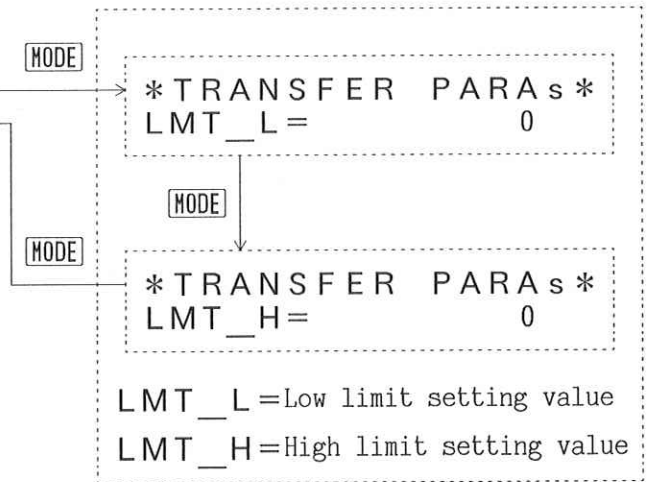 MODE
*TRANSFER PARAs*
LMT_L= 0
MODE
MODE
*TRANSFER PARAs*
LMT_H= 0
LMT_L=Low limit setting value
LMT_H=High limit setting value